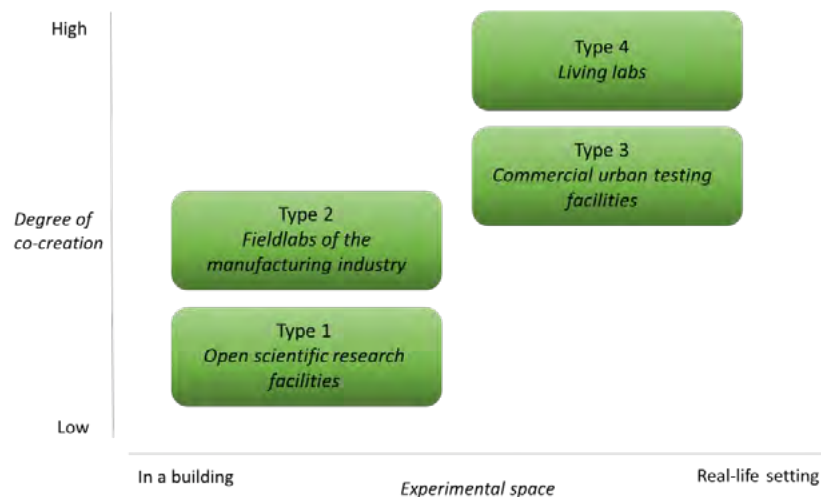 High
Type 4
Living labs
Type 3
Commercial urban testing
facilities
Degree of
co-creation
Type 2
Fieldlabs of the
manufacturing industry
Type 1
Open scientific research
facilities
Low
In a building
Experimental space
Real-life setting